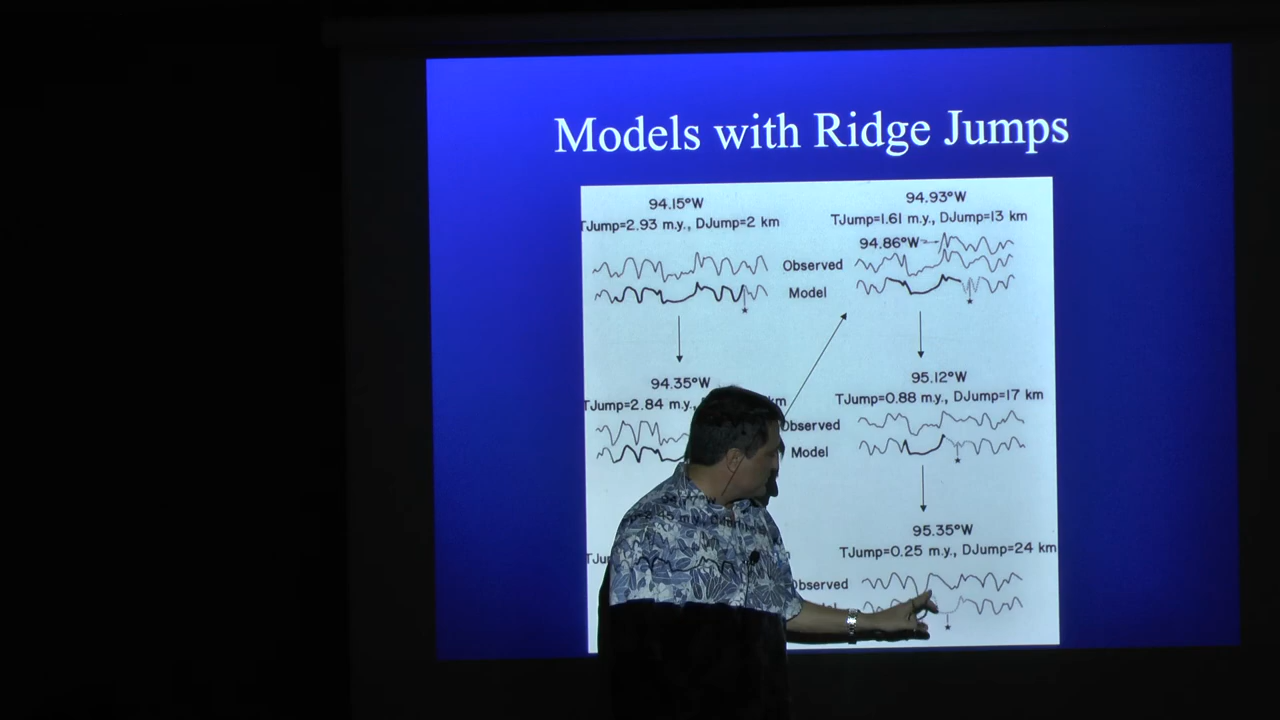 Models with Ridge Jumps
94.15°W
TJump=2.93 m.y., DJump=2 km
Observed
Model
94.35°W
TJump=2.84 m.y.,
km
94.93°W
TJump=1.61 m.y., DJump=13 km
94.86°W
95.12°W
TJump=0.88 m.y., DJump=17 km
Observed
Model
95.35°W
TJump=0.25 m.y., DJump=24 km
Observed